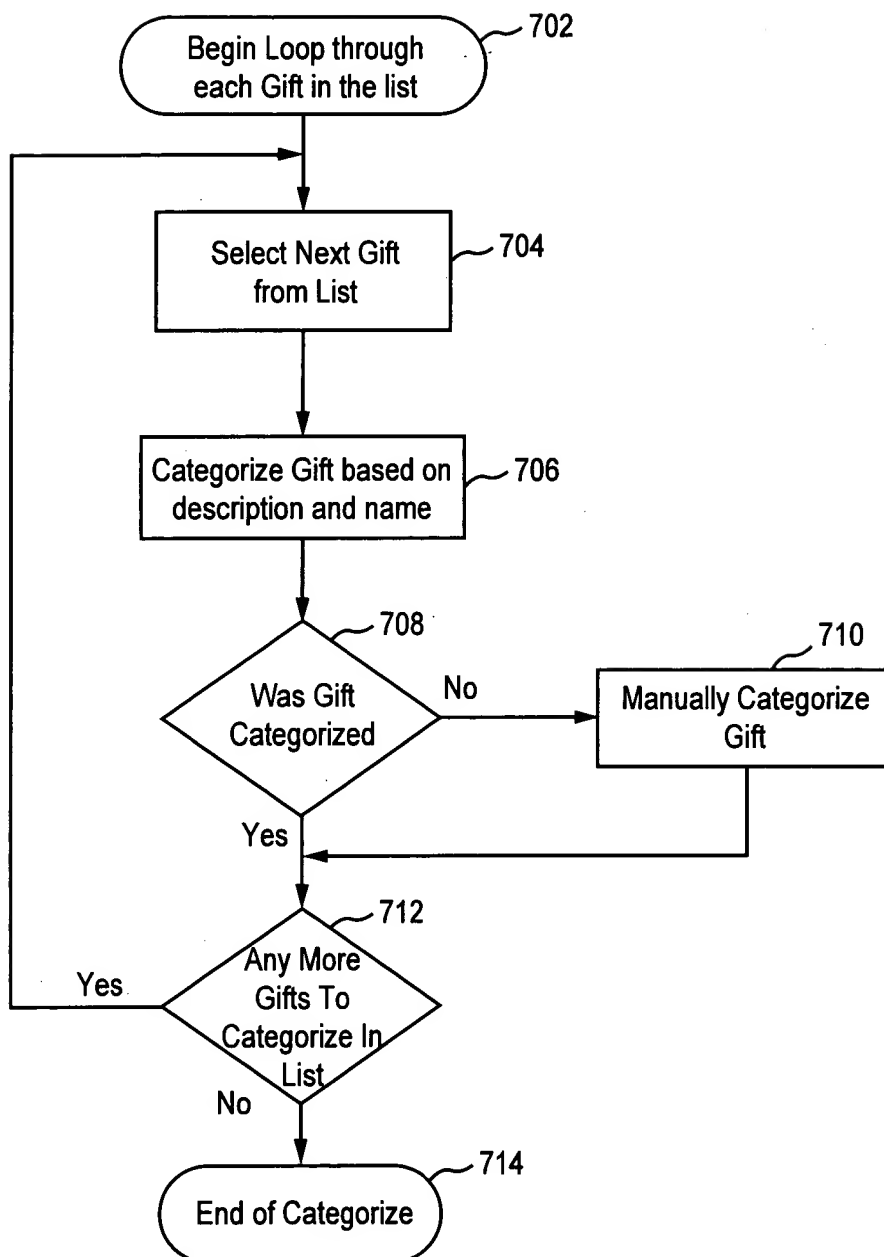 Begin Loop through
each Gift in the list
702
Select Next Gift
from List
704
Categorize Gift based on
description and name
706
708
Was Gift
Categorized
No
710
Manually Categorize
Gift
Yes
712
Any More
Gifts To
Categorize In
List
Yes
No
714
End of Categorize